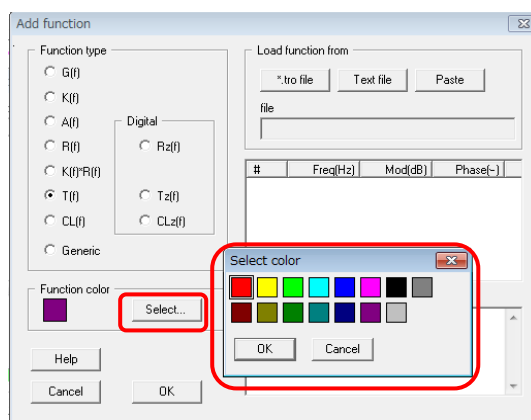 Add function
Function type
G(f)
K(f)
A(f)
R(f)
K(f)*R(f)
T(f)
CL(f)
Generic
Digital
Rz(f)
Tz(f)
CLz(f)
Load function from
*.tro file Text file Paste
file
# Freq(Hz) Mod(dB) Phase(~)
Function color
Select...
Select color
OK Cancel
Help
Cancel OK